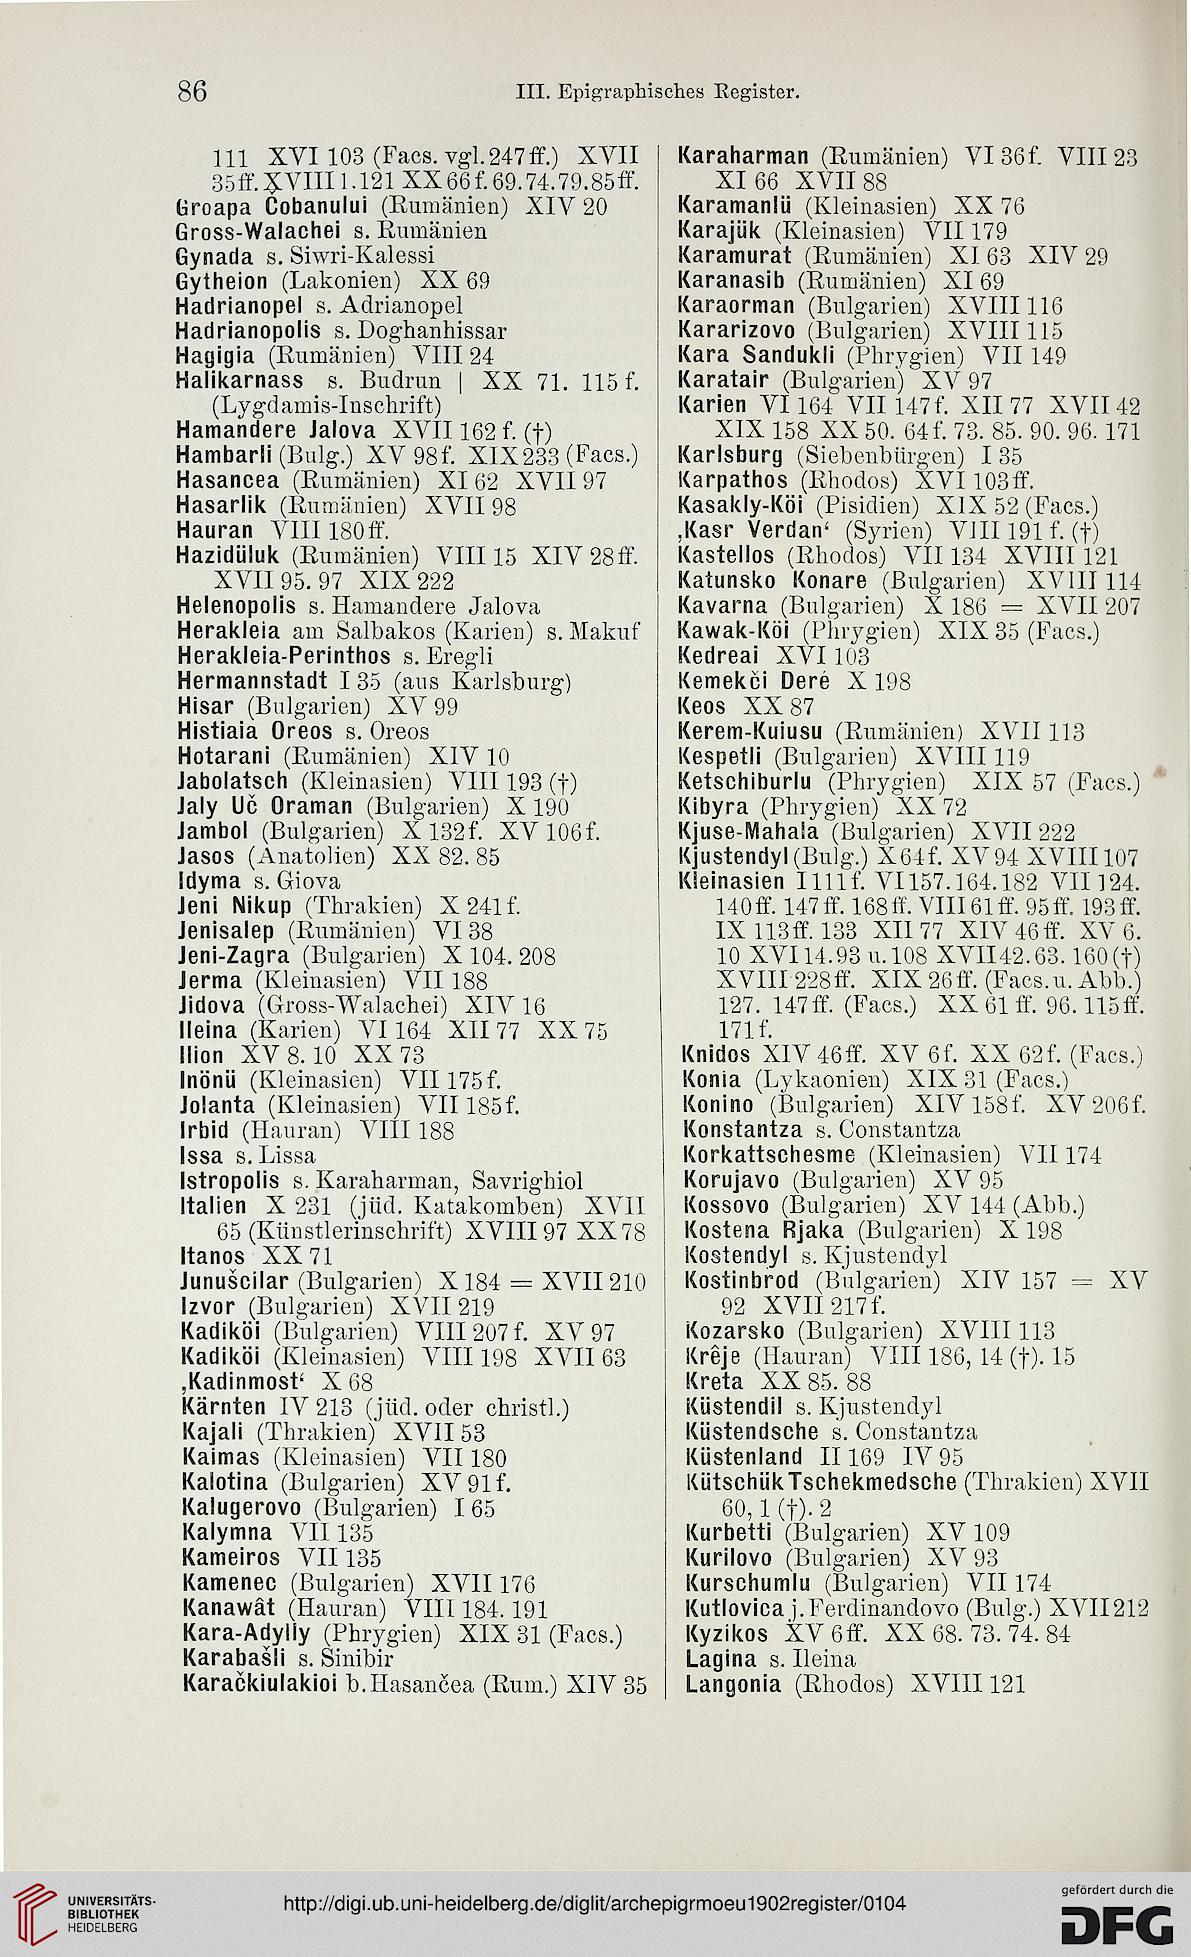 86
III. Epigraphisches Register.
111 XVI 103 (Facs. vgl. 247 ff.) XVII
35 ff. XVIII 1. 121 XX 66 f. 69. 74. 79. 85 ff.
Groapa Čobanului (Rumänien) XIV 20
Gross-Walachei s. Rumänien
Gynada s. Siwri-Kalessi
Gytheion (Lakonien) XX 69
Hadrianopel s. Adrianopel
Hadrianopolis s. Doghanhissar
Hagigia (Rumänien) VIII 24
Halikarnass s. Budrun | XX 71. 115 f.
(Lygdamis-Inschrift)
Hamandere Jalova XVII 162 f. (†)
Hambarli (Bulg.) XV 98 f. XIX 233 (Facs.)
Hasancea (Rumänien) XI 62 XVII 97
Hasarlik (Rumänien) XVII 98
Hauran VIII 180 ff.
Hazidüluk (Rumänien) VIII 15 XIV 28 ff.
XVII 95. 97 XIX 222
Helenopolis s. Hamandere Jalova
Herakleia am Salbakos (Karien) s. Makuf
Herakleia-Perinthos s. Eregli
Hermannstadt I 35 (aus Karlsburg)
Hisar (Bulgarien) XV 99
Histiaia Oreos s. Oreos
Hotarani (Rumänien) XIV 10
Jabolatsch (Kleinasien) VIII 193 (†)
Jaly Uč Oraman (Bulgarien) X 190
Jambol (Bulgarien) X 132 f. XV 106 f.
Jasos (Anatolien) XX 82. 85
Idyma s. Giova
Jeni Nikup (Thrakien) X 241 f.
Jenisalep (Rumänien) VI 38
Jeni-Zagra (Bulgarien) X 104. 208
Jerma (Kleinasien) VII 188
Jidova (Gross-Walachei) XIV 16
Ileina (Karien) VI 164 XII 77 XX 75
Ilion XV 8. 10 XX 73
Inönü (Kleinasien) VII 175 f.
Jolanta (Kleinasien) VII 185 f.
Irbid (Hauran) VIII 188
Issa s. Lissa
Istropolis s. Karaharman, Savrighiol
Italien X 231 (jüd. Katakomben) XVII
65 (Künstlerinschrift) XVIII 97 XX 78
Itanos XX 71
Junuščilar (Bulgarien) X 184 = XVII 210
Izvor (Bulgarien) XVII 219
Kadiköi (Bulgarien) VIII 207 f. XV 97
Kadiköi (Kleinasien) VIII 198 XVII 63
‚Kadinmost‘ X 68
Kärnten IV 213 (jüd. oder christl.)
Kajali (Thrakien) XVII 53
Kaimas (Kleinasien) VII 180
Kalotina (Bulgarien) XV 91 f.
Kalugerovo (Bulgarien) I 65
Kalymna VII 135
Kameiros VII 135
Kamenec (Bulgarien) XVII 176
Kanawât (Hauran) VIII 184. 191
Kara-Adylly (Phrygien) XIX 31 (Facs.)
Karabašli s. Sinibir
Karačkiulakioi b. Hasančea (Rum.) XIV 35
Karaharman (Rumänien) VI 36 f. VIII 23
XI 66 XVII 88
Karamanlü (Kleinasien) XX 76
Karajük (Kleinasien) VII 179
Karamurat (Rumänien) XI 63 XIV 29
Karanasib (Rumänien) XI 69
Karaorman (Bulgarien) XVIII 116
Kararizovo (Bulgarien) XVIII 115
Kara Sandukli (Phrygien) VII 149
Karatair (Bulgarien) XV 97
Karien VI 164 VII 147 f. XII 77 XVII 42
XIX 158 XX 50. 64 f. 73. 85. 90. 96. 171
Karlsburg (Siebenbürgen) I 35
Karpathos (Rhodos) XVI 103 ff.
Kasakly-Köi (Pisidien) XIX 52 (Facs.)
‚Kasr Verdan‘ (Syrien) VIII 191 f. (†)
Kastellos (Rhodos) VII 134 XVIII 121
Katunsko Konare (Bulgarien) XVIII 114
Kavarna (Bulgarien) X 186 = XVII 207
Kawak-Köi (Phrygien) XIX 35 (Facs.)
Kedreai XVI 103
Kemekči Derè X 198
Keos XX 87
Kerem-Kuiusu (Rumänien) XVII 113
Kespetli (Bulgarien) XVIII 119
Ketschiburlu (Phrygien) XIX 57 (Facs.)
Kibyra (Phrygien) XX 72
Kjuse-Mahala (Bulgarien) XVII 222
Kjustendyl (Bulg.) X 64 f. XV 94 XVIII 107
Kleinasien I 111 f. VI 157. 164. 182 VII 124.
140 ff. 147 ff. 168 ff. VIII 61 ff. 95 ff. 193 ff.
IX 113 ff. 133 XII 77 XIV 46 ff. XV 6.
10 XVI 14. 93 u. 108 XVII 42. 63. 160 (†)
XVIII 228 ff. XIX 26 ff. (Facs. u. Abb.)
127. 147 ff. (Facs.) XX 61 ff. 96. 115 ff.
171 f.
Knidos XIV 46 ff. XV 6 f. XX 62 f. (Facs.)
Konia (Lykaonien) XIX 31 (Facs.)
Konino (Bulgarien) XIV 158 f. XV 206 f.
Konstantza s. Constantza
Korkattschesme (Kleinasien) VII 174
Korujavo (Bulgarien) XV 95
Kossovo (Bulgarien) XV 144 (Abb.)
Kostena Rjaka (Bulgarien) X 198
Kostendyl s. Kjustendyl
Kostinbrod (Bulgarien) XIV 157 = XV
92 XVII 217 f.
Kozarsko (Bulgarien) XVIII 113
Krêje (Hauran) VIII 186, 14 (†). 15
Kreta XX 85. 88
Küstendil s. Kjustendyl
Küstendsche s. Constantza
Küstenland II 169 IV 95
Kütschük Tschekmedsche (Thrakien) XVII
60, 1 (†). 2
Kurbetti (Bulgarien) XV 109
Kurilovo (Bulgarien) XV 93
Kurschumlu (Bulgarien) VII 174
Kutlovica j. Ferdinandovo (Bulg.) XVII 212
Kyzikos XV 6 ff. XX 68. 73. 74. 84
Lagina s. Ileina
Langonia (Rhodos) XVIII 121
UNIVERSITÄTS-
BIBLIOTHEK
HEIDELBERG
http://digi.ub.uni-heidelberg.de/diglit/archepigrmoeu1902register/0104
gefördert durch die
DFG